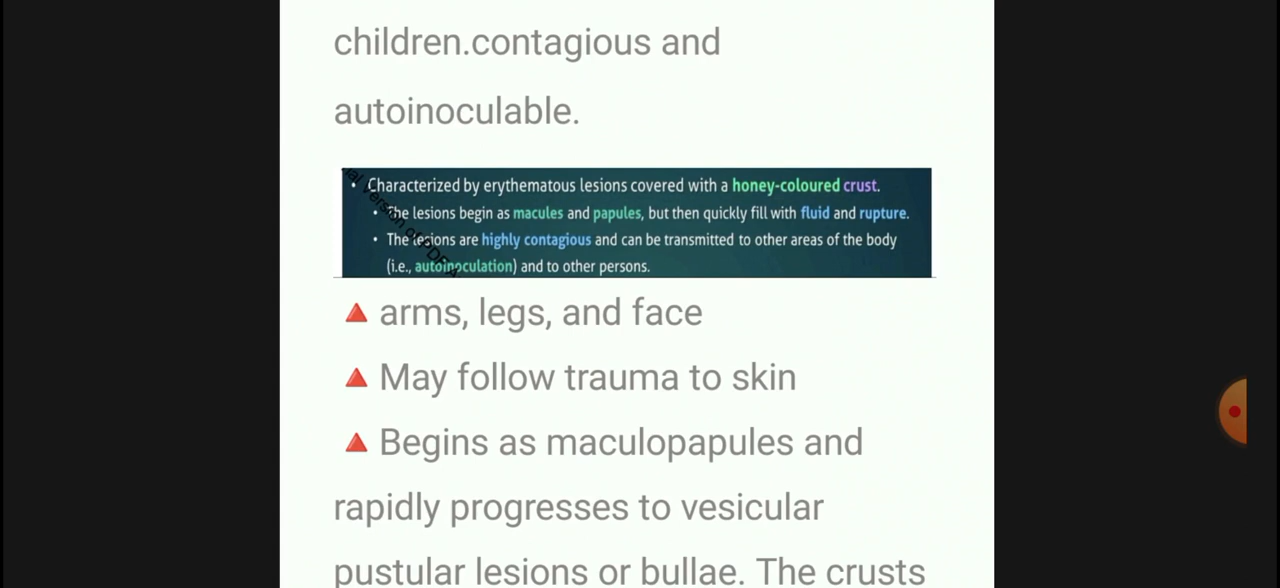 children.contagious and
autoinoculable.
• Characterized by erythematous lesions covered with a honey-coloured crust.
• The lesions begin as macules and papules, but then quickly fill with fluid and rupture.
• The lesions are highly contagious and can be transmitted to other areas of the body
(i.e., autoinoculation) and to other persons.
🔺 arms, legs, and face
🔺 May follow trauma to skin
🔺 Begins as maculopapules and
rapidly progresses to vesicular
pustular lesions or bullae. The crusts